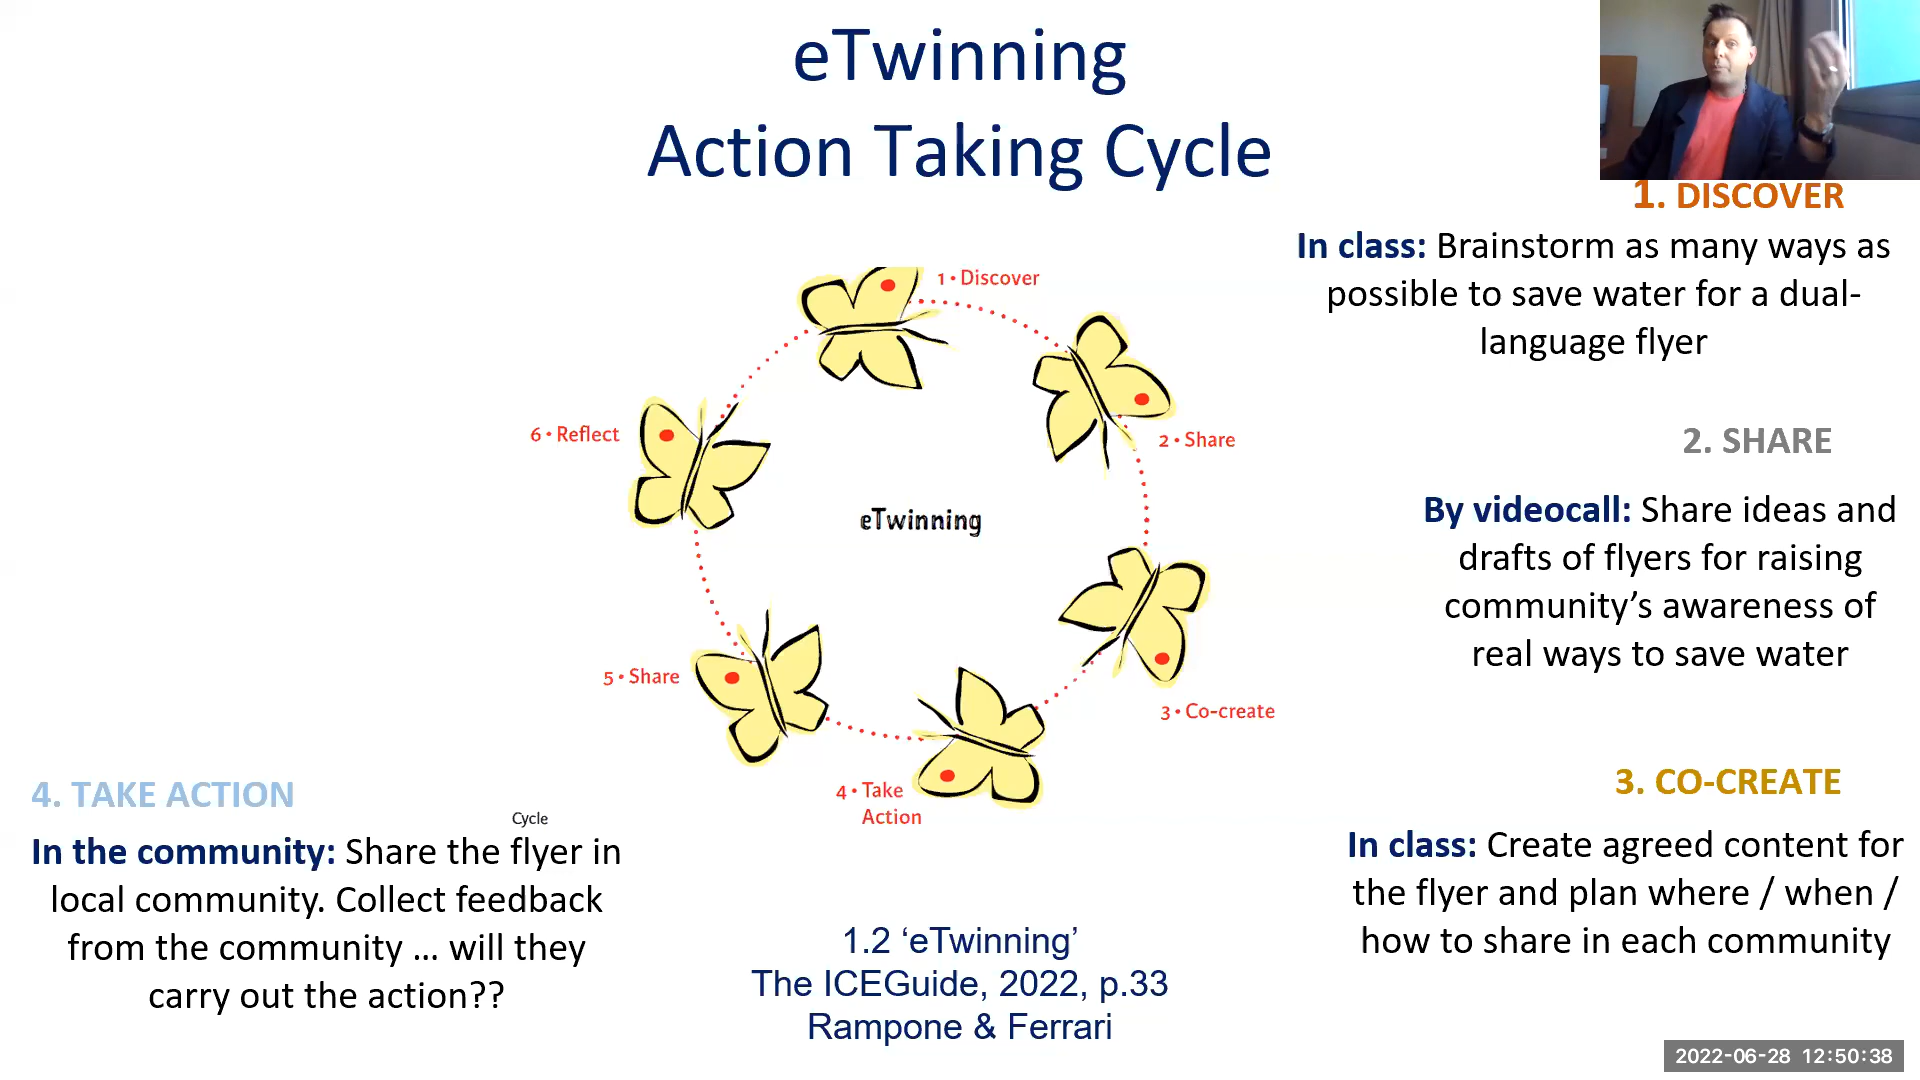 eTwinning
Action Taking Cycle
1. DISCOVER
In class: Brainstorm as many ways as
possible to save water for a dual-
language flyer
2. SHARE
By videocall: Share ideas and
drafts of flyers for raising
community’s awareness of
real ways to save water
3. CO-CREATE
In class: Create agreed content for
the flyer and plan where / when /
how to share in each community
1 • Discover
2 • Share
3 • Co-create
4 • Take
Action
5 • Share
6 • Reflect
eTwinning
4. TAKE ACTION
Cycle
In the community: Share the flyer in
local community. Collect feedback
from the community ... will they
carry out the action??
1.2 ‘eTwinning’
The ICEGuide, 2022, p.33
Rampone & Ferrari
2022-06-28 12:50:38